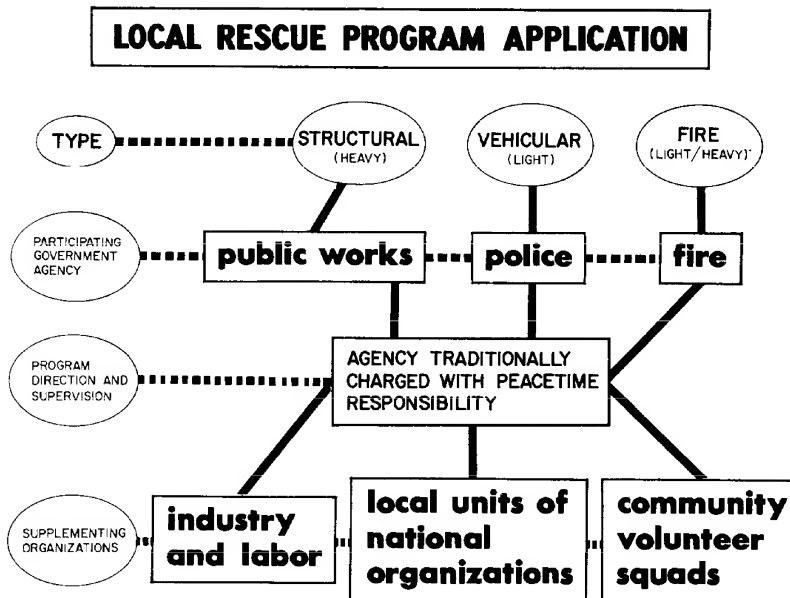 LOCAL RESCUE PROGRAM APPLICATION
TYPE
STRUCTURAL
(HEAVY)
VEHICULAR
(LIGHT)
FIRE
(LIGHT/HEAVY)
PARTICIPATING
GOVERNMENT
AGENCY
public works
police
fire
PROGRAM
DIRECTION AND
SUPERVISION
AGENCY TRADITIONALLY
CHARGED WITH PEACETIME
RESPONSIBILITY
SUPPLEMENTING
ORGANIZATIONS
industry
and labor
local units of
national
organizations
community
volunteer
squads